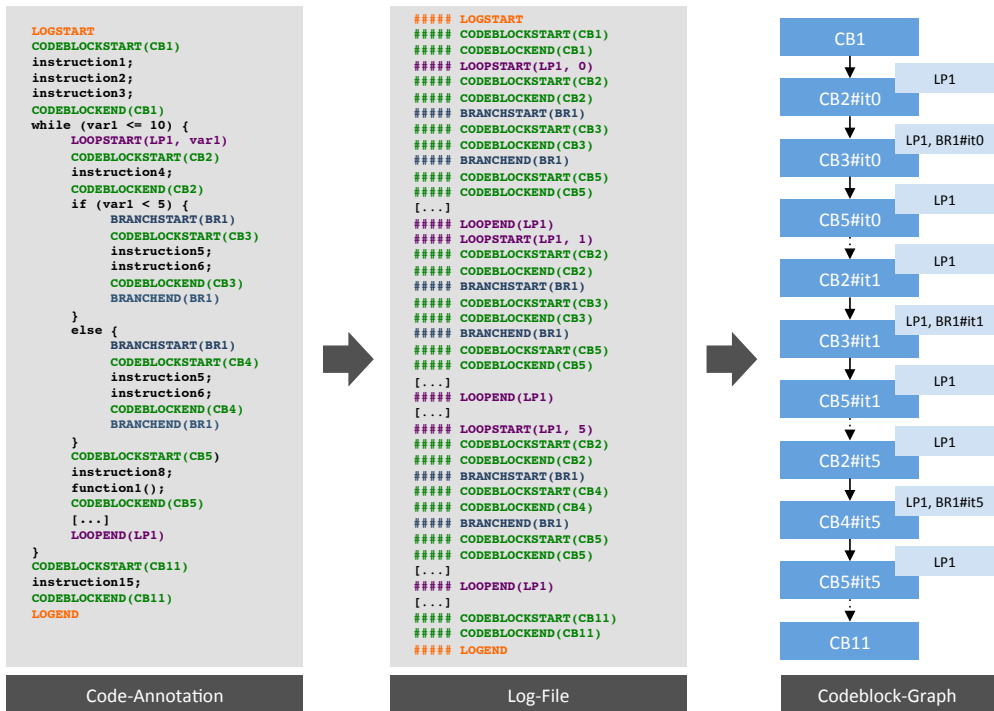 LOGSTART
CODEBLOCKSTART(CB1)
instruction1;
instruction2;
instruction3;
CODEBLOCKEND(CB1)
while (var1 <= 10) {
LOOPSTART(LP1, var1)
CODEBLOCKSTART(CB2)
instruction4;
CODEBLOCKEND(CB2)
if (var1 < 5) {
BRANCHSTART(BR1)
CODEBLOCKSTART(CB3)
instruction5;
instruction6;
CODEBLOCKEND(CB3)
BRANCHEND(BR1)
}
else {
BRANCHSTART(BR1)
CODEBLOCKSTART(CB4)
instruction5;
instruction6;
CODEBLOCKEND(CB4)
BRANCHEND(BR1)
}
CODEBLOCKSTART(CB5)
instruction8;
function1();
CODEBLOCKEND(CB5)
[...]
LOOPEND(LP1)
}
CODEBLOCKSTART(CB11)
instruction15;
CODEBLOCKEND(CB11)
LOGEND
Code-Annotation
##### LOGSTART
##### CODEBLOCKSTART(CB1)
##### CODEBLOCKEND(CB1)
##### LOOPSTART(LP1, 0)
##### CODEBLOCKSTART(CB2)
##### CODEBLOCKEND(CB2)
##### BRANCHSTART(BR1)
##### CODEBLOCKSTART(CB3)
##### CODEBLOCKEND(CB3)
##### BRANCHEND(BR1)
##### CODEBLOCKSTART(CB5)
##### CODEBLOCKEND(CB5)
[...]
##### LOOPEND(LP1)
##### LOOPSTART(LP1, 1)
##### CODEBLOCKSTART(CB2)
##### CODEBLOCKEND(CB2)
##### BRANCHSTART(BR1)
##### CODEBLOCKSTART(CB3)
##### CODEBLOCKEND(CB3)
##### BRANCHEND(BR1)
##### CODEBLOCKSTART(CB5)
##### CODEBLOCKEND(CB5)
[...]
##### LOOPEND(LP1)
[...]
##### LOOPSTART(LP1, 5)
##### CODEBLOCKSTART(CB2)
##### CODEBLOCKEND(CB2)
##### BRANCHSTART(BR1)
##### CODEBLOCKSTART(CB4)
##### CODEBLOCKEND(CB4)
##### BRANCHEND(BR1)
##### CODEBLOCKSTART(CB5)
##### CODEBLOCKEND(CB5)
[...]
##### LOOPEND(LP1)
[...]
##### CODEBLOCKSTART(CB11)
##### CODEBLOCKEND(CB11)
##### LOGEND
Log-File
CB1
LP1
CB2#it0
LP1, BR1#it0
CB3#it0
LP1
CB5#it0
LP1
CB2#it1
LP1, BR1#it1
CB3#it1
LP1
CB5#it1
LP1
CB2#it5
LP1, BR1#it5
CB4#it5
LP1
CB5#it5
CB11
Codeblock-Graph